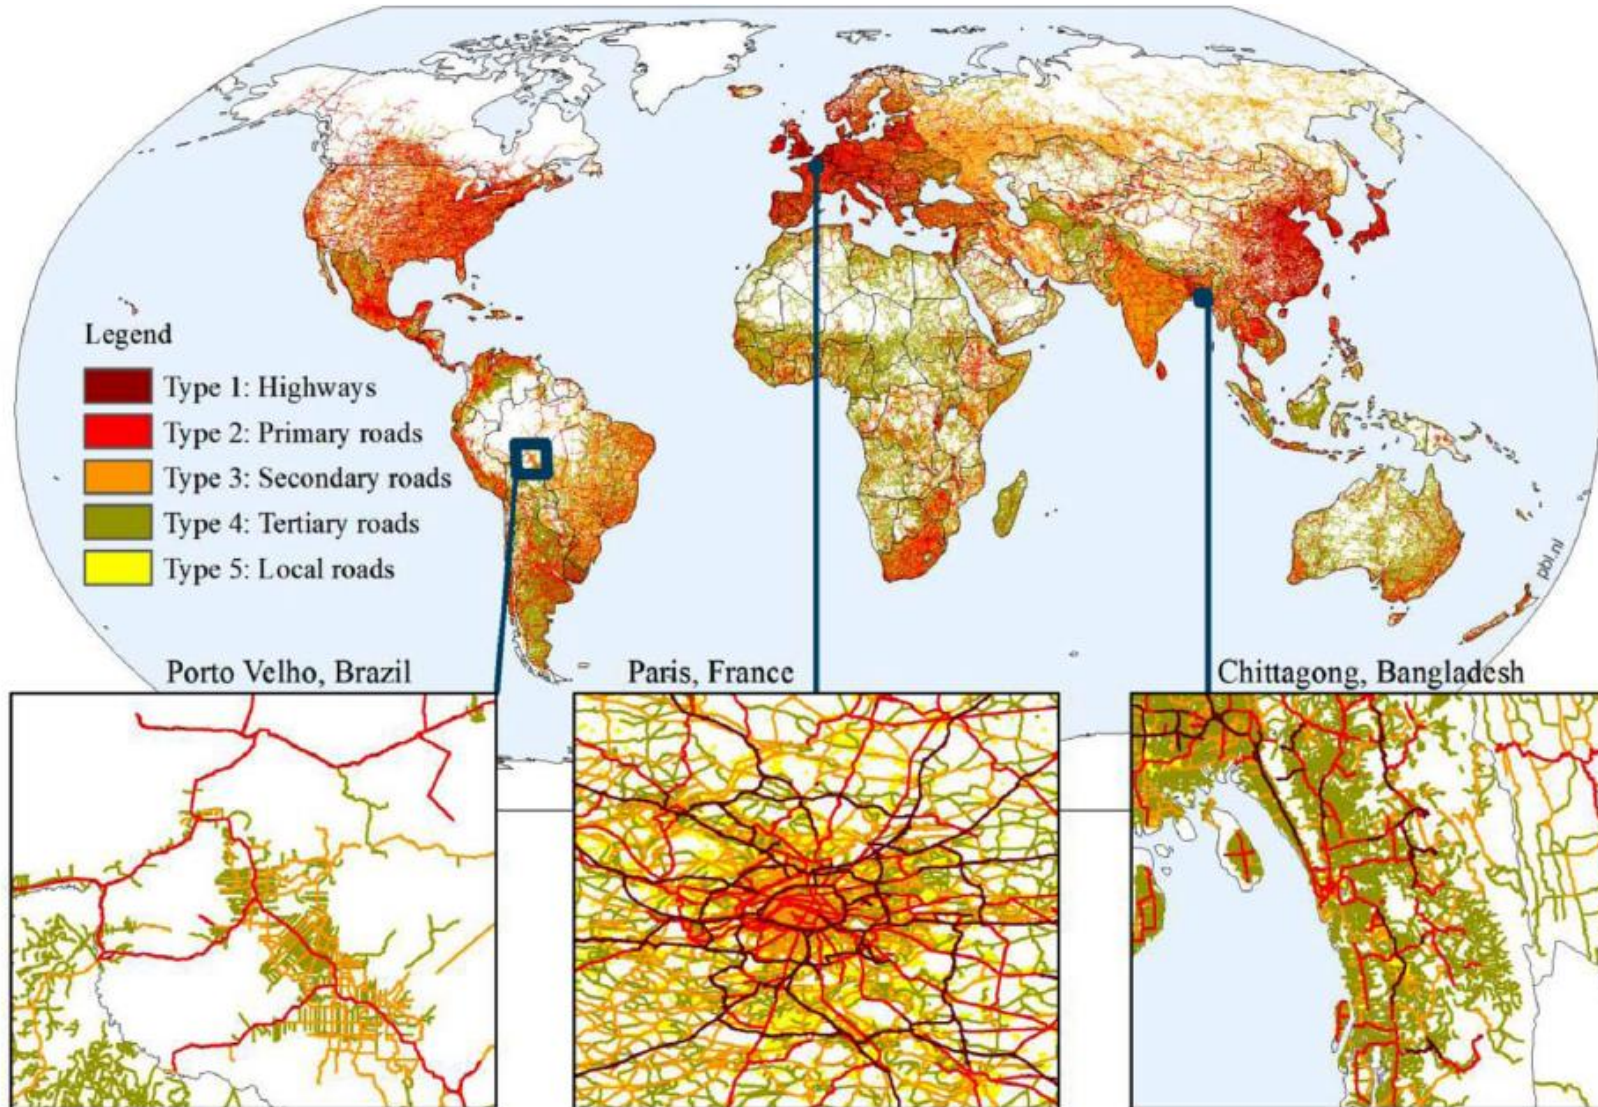 Legend
Type 1: Highways
Type 2: Primary roads
Type 3: Secondary roads
Type 4: Tertiary roads
Type 5: Local roads
pbl.nl
Porto Velho, Brazil
Paris, France
Chittagong, Bangladesh